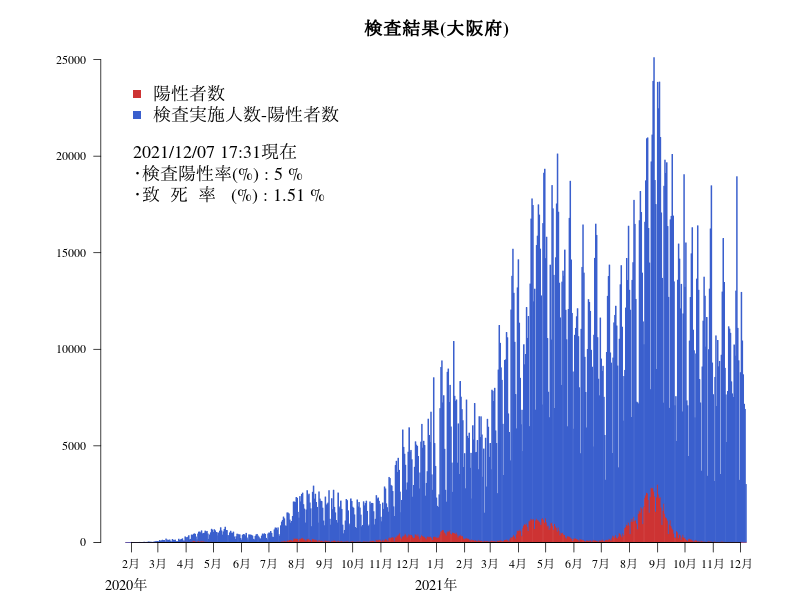 検査結果(大阪府)
25000
20000
15000
10000
5000
0
陽性者数
検査実施人数-陽性者数
2021/12/07 17:31現在
・検査陽性率(%) : 5 %
・致 死 率 (%) : 1.51 %
2月 3月 4月 5月 6月 7月 8月 9月 10月 11月 12月 1月 2月 3月 4月 5月 6月 7月 8月 9月 10月 11月 12月
2020年 2021年